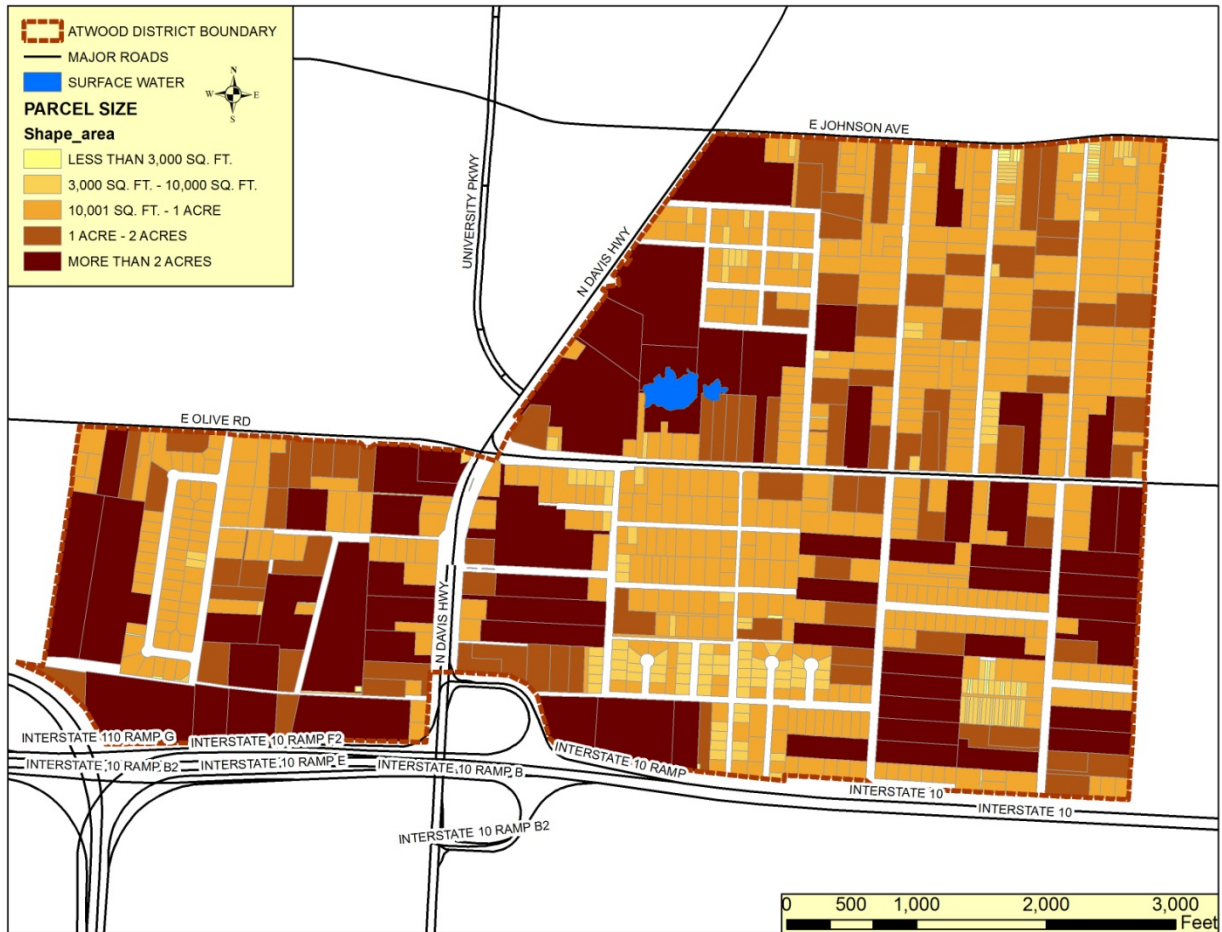 ATWOOD DISTRICT BOUNDARY
MAJOR ROADS
SURFACE WATER
N
W E
S
PARCEL SIZE
Shape_area
LESS THAN 3,000 SQ. FT.
3,000 SQ. FT. - 10,000 SQ. FT.
10,001 SQ. FT. - 1 ACRE
1 ACRE - 2 ACRES
MORE THAN 2 ACRES
E JOHNSON AVE
UNIVERSITY PKWY
N DAVIS HWY
E OLIVE RD
N DAVIS HWY
INTERSTATE 110 RAMP G
INTERSTATE 10 RAMP F2
INTERSTATE 10 RAMP B2
INTERSTATE 10 RAMP E
INTERSTATE 10 RAMP B
INTERSTATE 10 RAMP
INTERSTATE 10
INTERSTATE 10
INTERSTATE 10 RAMP B2
0 500 1,000 2,000 3,000
Feet